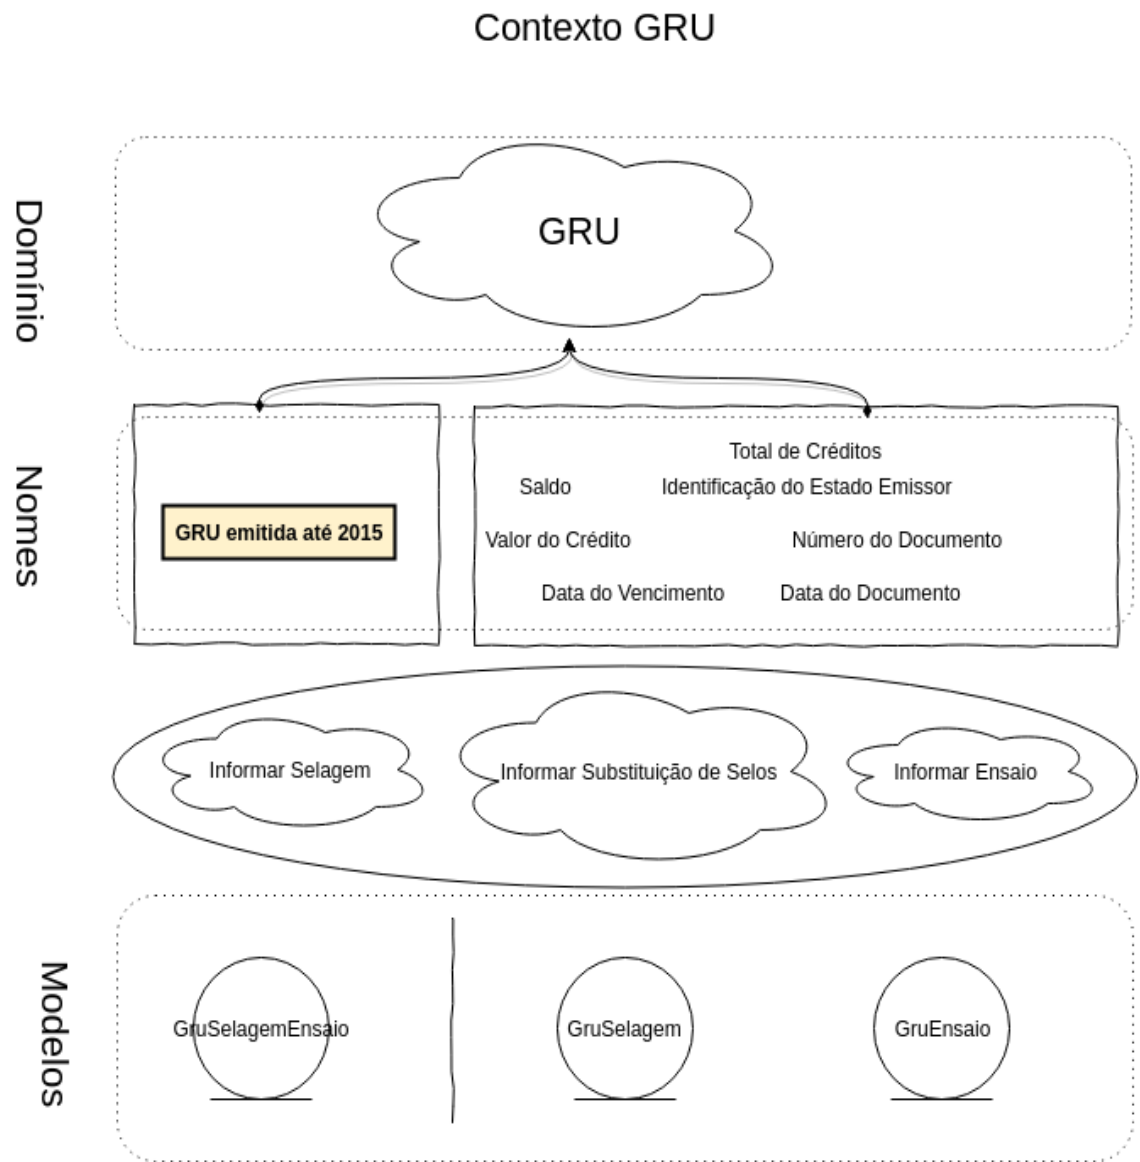 Contexto GRU
Domínio
GRU
Nomes
GRU emitida até 2015
Total de Créditos
Saldo
Identificação do Estado Emissor
Valor do Crédito
Número do Documento
Data do Vencimento
Data do Documento
Informar Selagem
Informar Substituição de Selos
Informar Ensaio
Modelos
GruSelagemEnsaio
GruSelagem
GruEnsaio